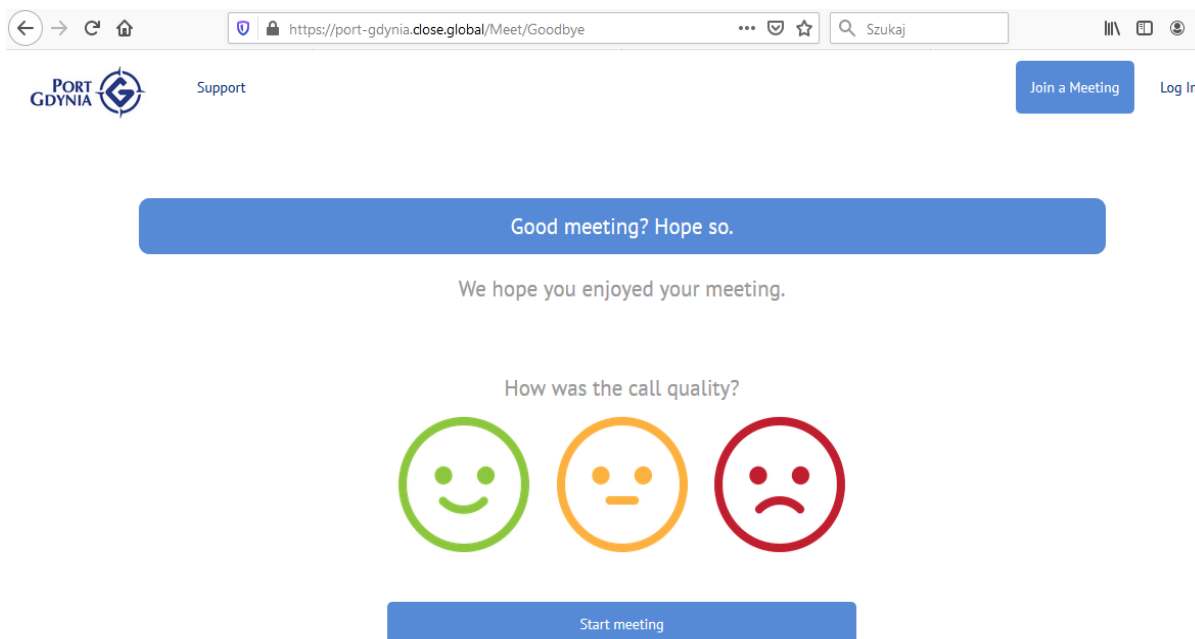 https://port-gdynia.close.global/Meet/Goodbye
Szukaj
PORT
GDYNIA
Support
Join a Meeting
Log In
Good meeting? Hope so.
We hope you enjoyed your meeting.
How was the call quality?
Start meeting